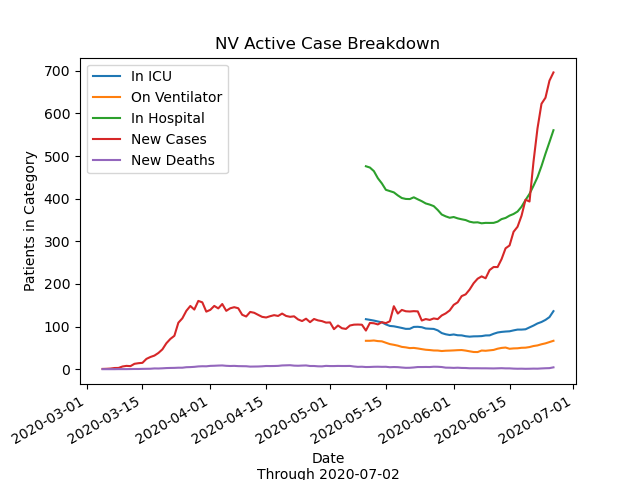 NV Active Case Breakdown
Patients in Category
700
600
500
400
300
200
100
0
In ICU
On Ventilator
In Hospital
New Cases
New Deaths
2020-03-01
2020-03-15
2020-04-01
2020-04-15
2020-05-01
2020-05-15
2020-06-01
2020-06-15
2020-07-01
Date
Through 2020-07-02